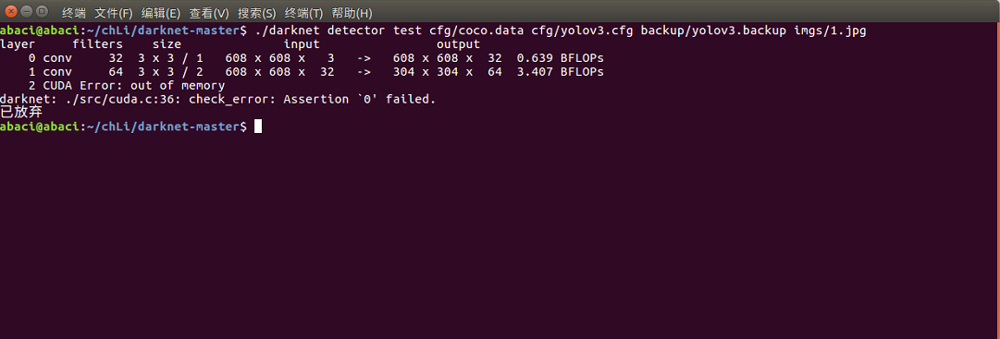 终端 文件(F) 编辑(E) 查看(V) 搜索(S) 终端(T) 帮助(H)
abaci@abaci:~/chLi/darknet-master$ ./darknet detector test cfg/coco.data cfg/yolov3.cfg backup/yolov3.backup imgs/1.jpg
layer     filters    size              input                output
    0 conv     32  3 x 3 / 1   608 x 608 x   3   ->   608 x 608 x  32  0.639 BFLOPs
    1 conv     64  3 x 3 / 2   608 x 608 x  32   ->   304 x 304 x  64  3.407 BFLOPs
    2 CUDA Error: out of memory
darknet: ./src/cuda.c:36: check_error: Assertion `0' failed.
已放弃
abaci@abaci:~/chLi/darknet-master$